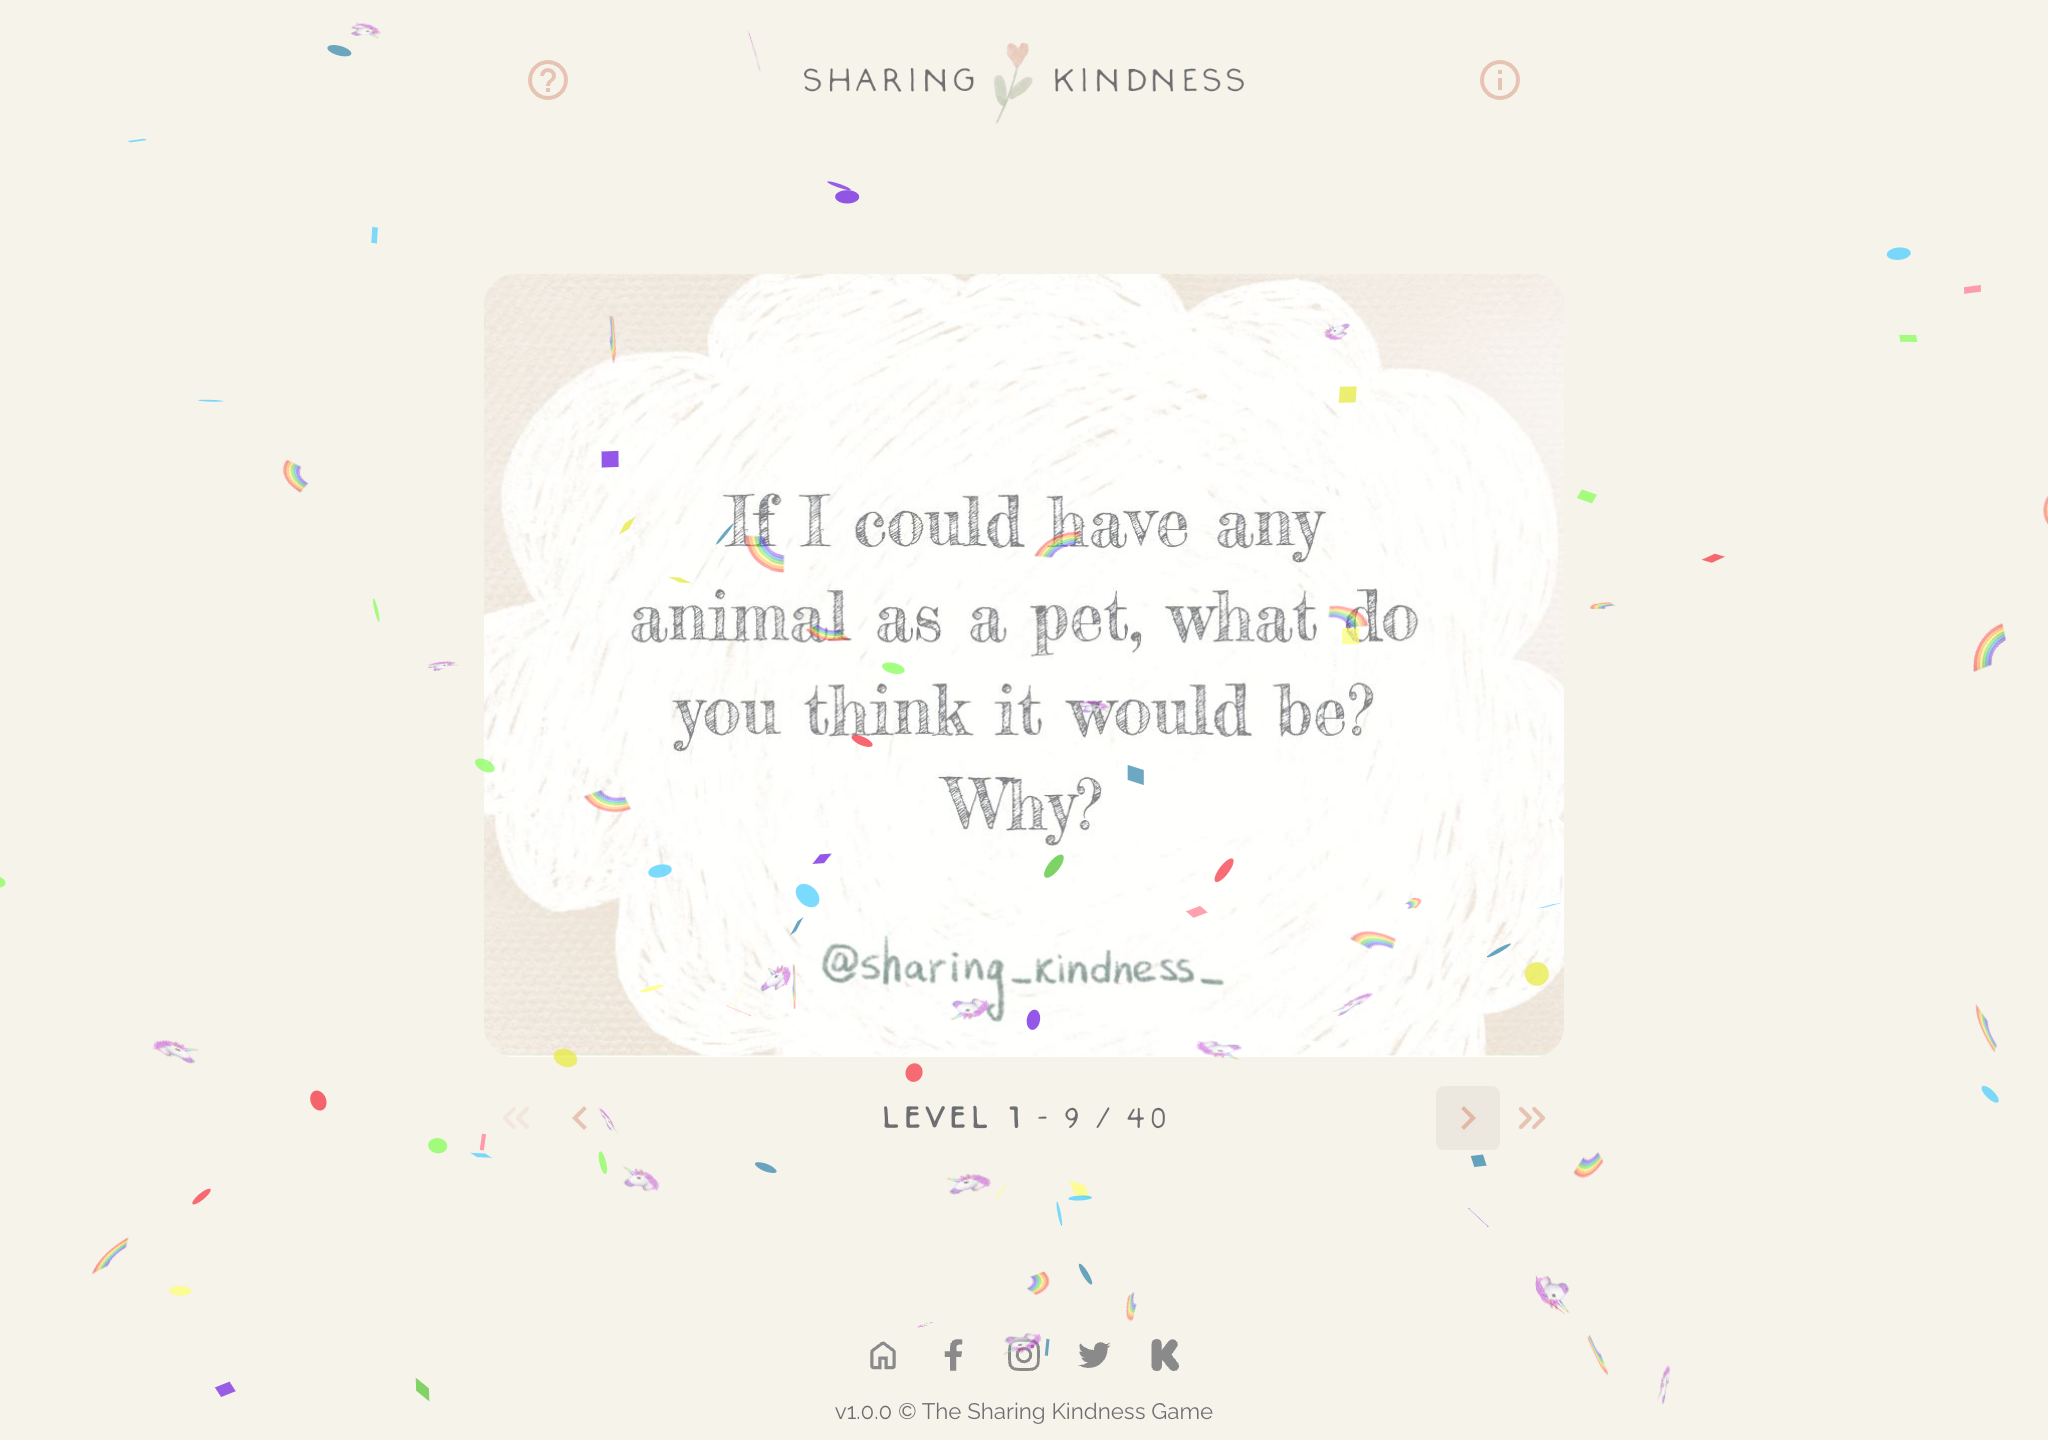 SHARING KINDNESS
If I could have any
animal as a pet, what do
you think it would be?
Why?
@sharing_kindness_
LEVEL 1 - 9 / 40
v1.0.0 © The Sharing Kindness Game